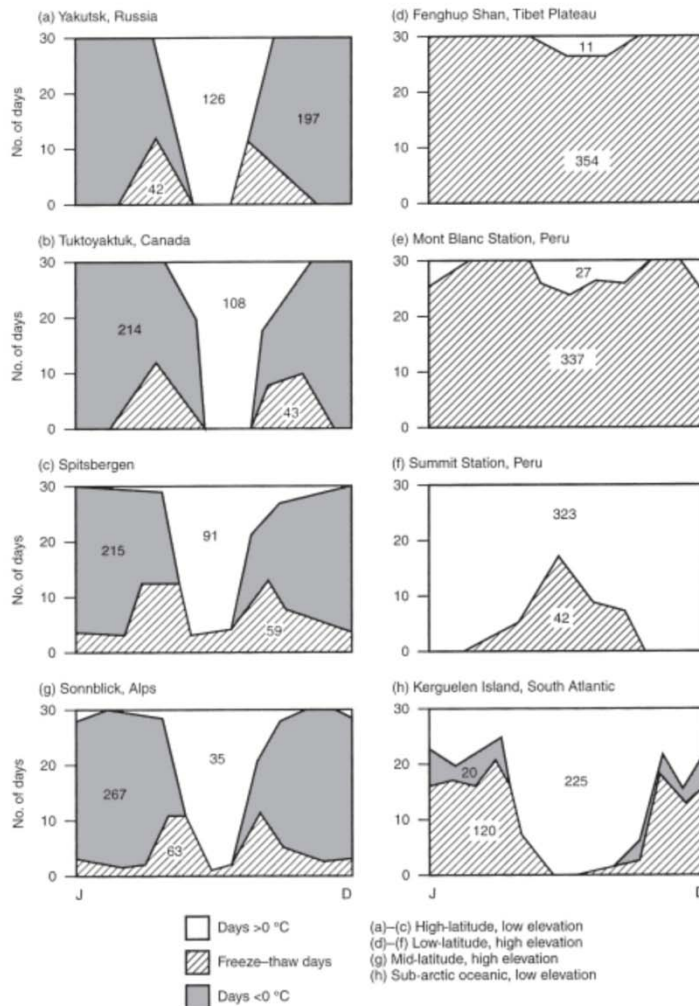 (a) Yakutsk, Russia
30
20
10
0
No. of days
126
197
42
(b) Tuktoyaktuk, Canada
30
20
10
0
No. of days
214
108
43
(c) Spitsbergen
30
20
10
0
No. of days
215
91
59
(g) Sonnblick, Alps
30
20
10
0
No. of days
267
35
63
J
D
(d) Fenghup Shan, Tibet Plateau
30
20
10
0
11
354
(e) Mont Blanc Station, Peru
30
20
10
0
27
337
(f) Summit Station, Peru
30
20
10
0
323
42
(h) Kerguelen Island, South Atlantic
30
20
10
0
20
225
120
J
D
Days >0 °C
Freeze–thaw days
Days <0 °C
(a)–(c) High-latitude, low elevation
(d)–(f) Low-latitude, high elevation
(g) Mid-latitude, high elevation
(h) Sub-arctic oceanic, low elevation